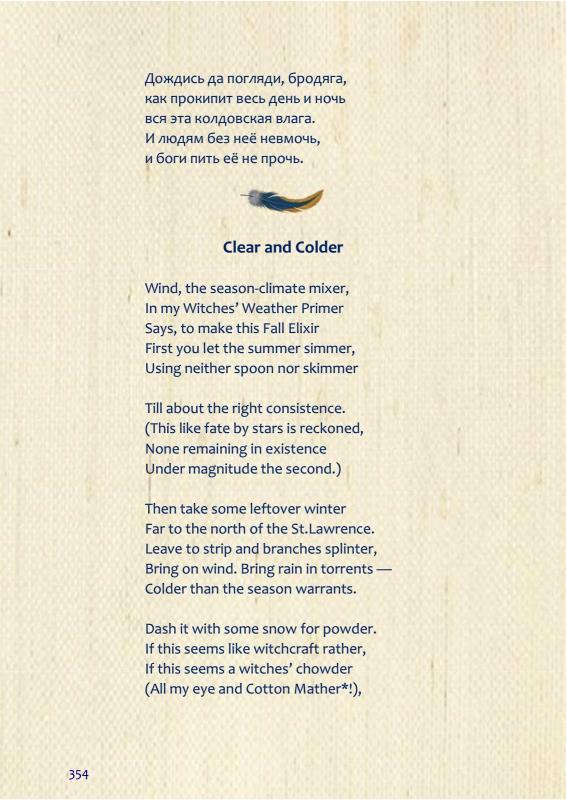 Дождись да погляди, бродяга,
как прокипит весь день и ночь
вся эта колдовская влага.
И людям без неё невмочь,
и боги пить её не прочь.
Clear and Colder
Wind, the season-climate mixer,
In my Witches’ Weather Primer
Says, to make this Fall Elixir
First you let the summer simmer,
Using neither spoon nor skimmer
Till about the right consistence.
(This like fate by stars is reckoned,
None remaining in existence
Under magnitude the second.)
Then take some leftover winter
Far to the north of the St.Lawrence.
Leave to strip and branches splinter,
Bring on wind. Bring rain in torrents —
Colder than the season warrants.
Dash it with some snow for powder.
If this seems like witchcraft rather,
If this seems a witches’ chowder
(All my eye and Cotton Mather*!),
354